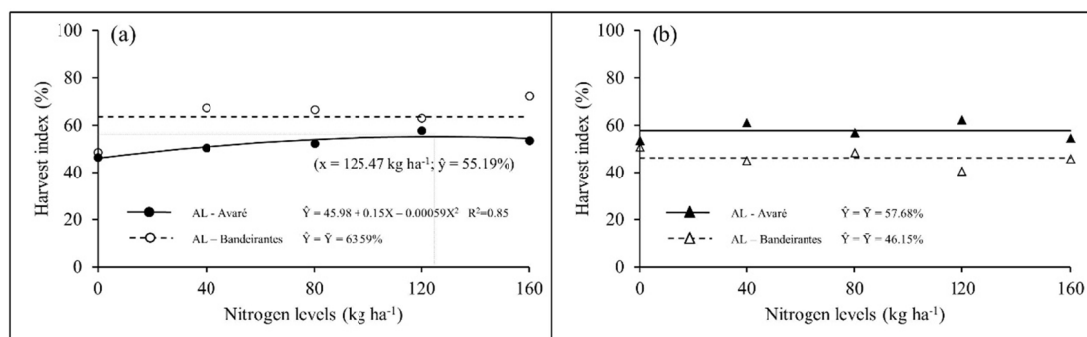 (a)
Harvest index (%)
100
80
60
40
20
0
(x = 125.47 kg ha⁻¹; ŷ = 55.19%)
AL - Avaré Ŷ = 45.98 + 0.15X – 0.00059X² R²=0.85
AL – Bandeirantes Ŷ = Ȳ = 6359%
0 40 80 120 160
Nitrogen levels (kg ha⁻¹)
(b)
Harvest index (%)
100
80
60
40
20
0
AL - Avaré Ŷ = Ȳ = 57.68%
AL – Bandeirantes Ŷ = Ȳ = 46.15%
0 40 80 120 160
Nitrogen levels (kg ha⁻¹)